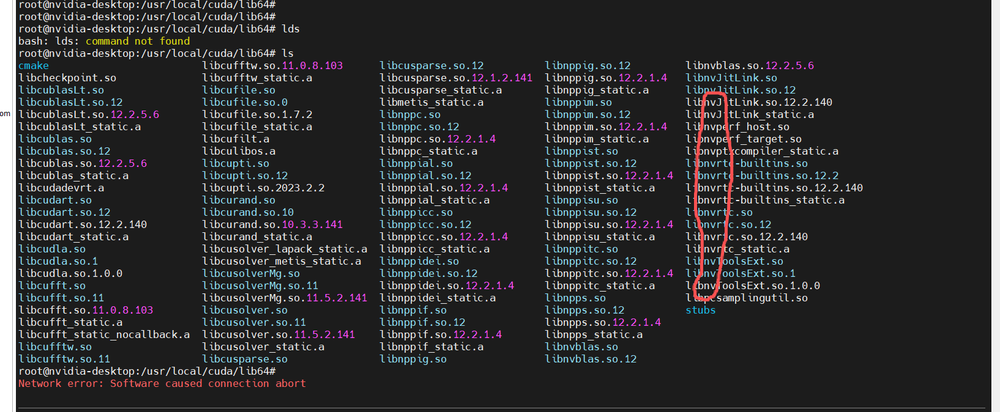 root@nvidia-desktop:/usr/local/cuda/lib64#
root@nvidia-desktop:/usr/local/cuda/lib64#
root@nvidia-desktop:/usr/local/cuda/lib64# lds
bash: lds: command not found
root@nvidia-desktop:/usr/local/cuda/lib64# ls
cmake libcufftw.so.11.0.8.103 libcusparse.so.12 libnppig.so.12 libnvblas.so.12.2.5.6
libcheckpoint.so libcufftw_static.a libcusparse.so.12.1.2.141 libnppig.so.12.2.1.4 libnvJitLink.so
libcublasLt.so libcufile.so libcusparse_static.a libnppig_static.a libnvJitLink.so.12
libcublasLt.so.12 libcufile.so.0 libmetis_static.a libnppim.so libnvJitLink.so.12.2.140
om libcublasLt.so.12.2.5.6 libcufile.so.1.7.2 libnppc.so libnppim.so.12 libnvJitLink_static.a
libcublasLt_static.a libcufile_static.a libnppc.so.12 libnppim.so.12.2.1.4 libnvperf_host.so
libcublas.so libcufilt.a libnppc.so.12.2.1.4 libnppim_static.a libnvperf_target.so
libcublas.so.12 libculibos.a libnppc_static.a libnppist.so libnvptxcompiler_static.a
libcublas.so.12.2.5.6 libcupti.so libnppial.so libnppist.so.12 libnvrtc-builtins.so
libcublas_static.a libcupti.so.12 libnppial.so.12 libnppist.so.12.2.1.4 libnvrtc-builtins.so.12.2
libcudadevrt.a libcupti.so.2023.2.2 libnppial.so.12.2.1.4 libnppist_static.a libnvrtc-builtins.so.12.2.140
libcudart.so libcurand.so libnppial_static.a libnppisu.so libnvrtc-builtins_static.a
libcudart.so.12 libcurand.so.10 libnppicc.so libnppisu.so.12 libnvrtc.so
libcudart.so.12.2.140 libcurand.so.10.3.3.141 libnppicc.so.12 libnppisu.so.12.2.1.4 libnvrtc.so.12
libcudart_static.a libcurand_static.a libnppicc.so.12.2.1.4 libnppisu_static.a libnvrtc.so.12.2.140
libcudla.so libcusolver_lapack_static.a libnppicc_static.a libnppitc.so libnvrtc_static.a
libcudla.so.1 libcusolver_metis_static.a libnppidei.so libnppitc.so.12 libnvToolsExt.so
libcudla.so.1.0.0 libcusolverMg.so libnppidei.so.12 libnppitc.so.12.2.1.4 libnvToolsExt.so.1
libcufft.so libcusolverMg.so.11 libnppidei.so.12.2.1.4 libnppitc_static.a libnvToolsExt.so.1.0.0
libcufft.so.11 libcusolverMg.so.11.5.2.141 libnppidei_static.a libnpps.so libpcsamplingutil.so
libcufft.so.11.0.8.103 libcusolver.so libnppif.so libnpps.so.12 stubs
libcufft_static.a libcusolver.so.11 libnppif.so.12 libnpps.so.12.2.1.4
libcufft_static_nocallback.a libcusolver.so.11.5.2.141 libnppif.so.12.2.1.4 libnpps_static.a
libcufftw.so libcusolver_static.a libnppif_static.a libnvblas.so
libcufftw.so.11 libcusparse.so libnppig.so libnvblas.so.12
root@nvidia-desktop:/usr/local/cuda/lib64#
Network error: Software caused connection abort